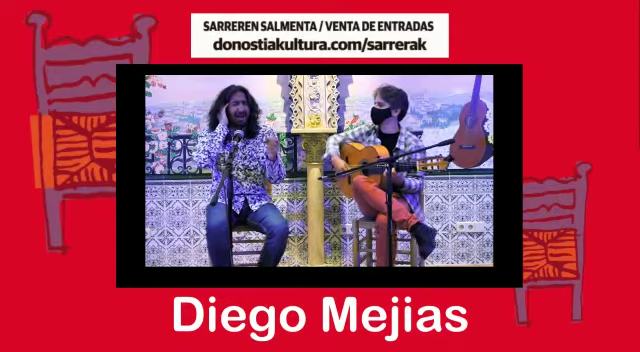 SARREREN SALMENTA / VENTA DE ENTRADAS
donostiakultura.com/sarrerak
Diego Mejias